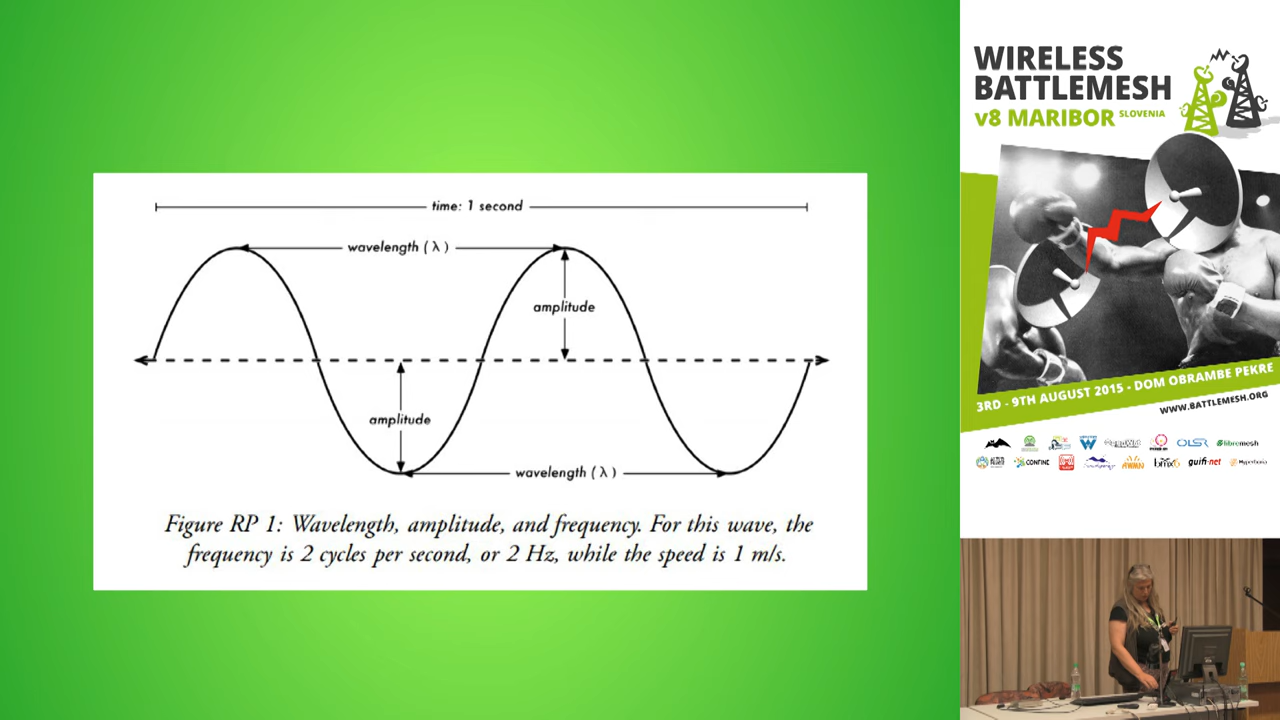 time: 1 second
wavelength ( λ )
amplitude
amplitude
wavelength ( λ )
Figure RP 1: Wavelength, amplitude, and frequency. For this wave, the
frequency is 2 cycles per second, or 2 Hz, while the speed is 1 m/s.
WIRELESS
BATTLEMESH
v8 MARIBOR SLOVENIA
3RD - 9TH AUGUST 2015 - DOM OBRAMBE PEKRE
WWW.BATTLEMESH.ORG
OLSR
libremesh
CONFINE
AWMN
bmx6
guifi·net